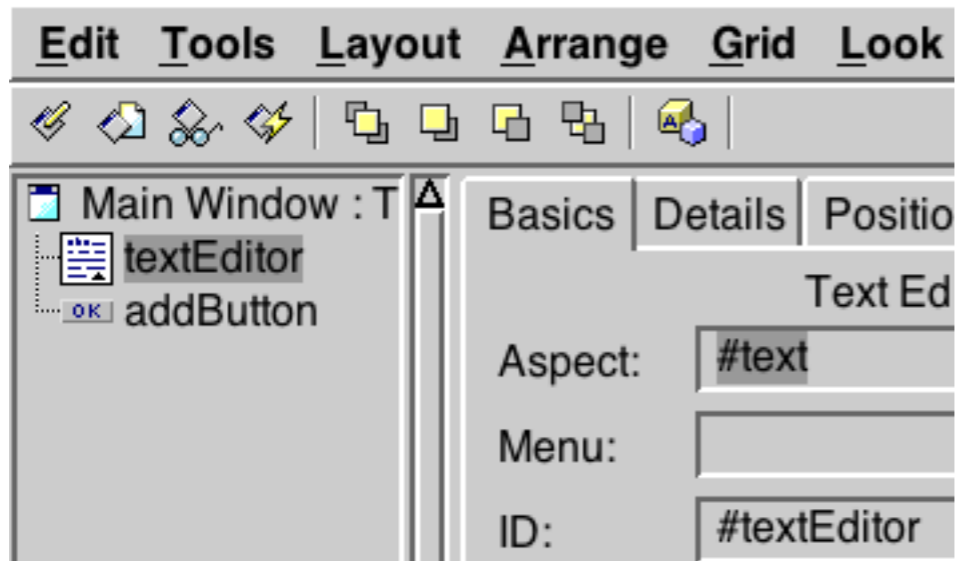 Edit Tools Layout Arrange Grid Look
Main Window : T
textEditor
OK addButton
Basics Details Positio
Text Ed
Aspect: #text
Menu:
ID: #textEditor